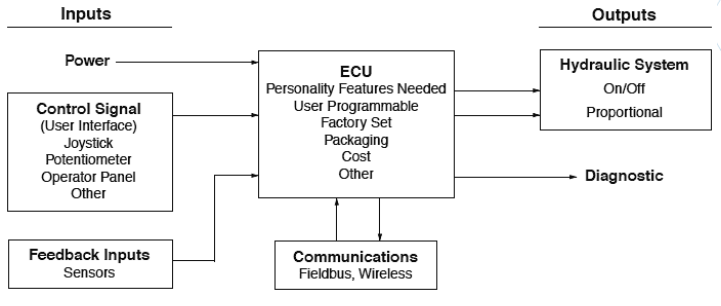 Inputs
Outputs
Power
Control Signal
(User Interface)
Joystick
Potentiometer
Operator Panel
Other
Feedback Inputs
Sensors
ECU
Personality Features Needed
User Programmable
Factory Set
Packaging
Cost
Other
Communications
Fieldbus, Wireless
Hydraulic System
On/Off
Proportional
Diagnostic